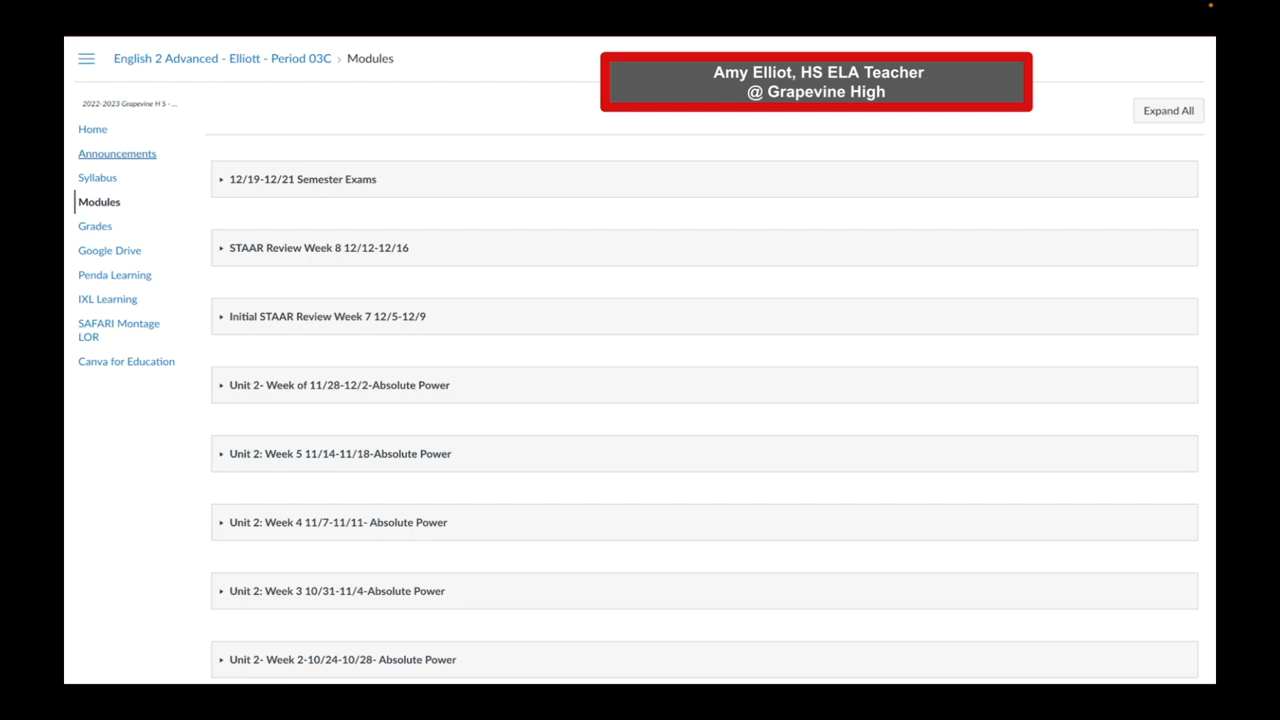 English 2 Advanced - Elliott - Period 03C › Modules
Amy Elliot, HS ELA Teacher
@ Grapevine High
2022-2023 Grapevine H S - ...
Expand All
Home
Announcements
Syllabus
Modules
Grades
Google Drive
Penda Learning
IXL Learning
SAFARI Montage
LOR
Canva for Education
12/19-12/21 Semester Exams
STAAR Review Week 8 12/12-12/16
Initial STAAR Review Week 7 12/5-12/9
Unit 2- Week of 11/28-12/2-Absolute Power
Unit 2: Week 5 11/14-11/18-Absolute Power
Unit 2: Week 4 11/7-11/11- Absolute Power
Unit 2: Week 3 10/31-11/4-Absolute Power
Unit 2- Week 2-10/24-10/28- Absolute Power